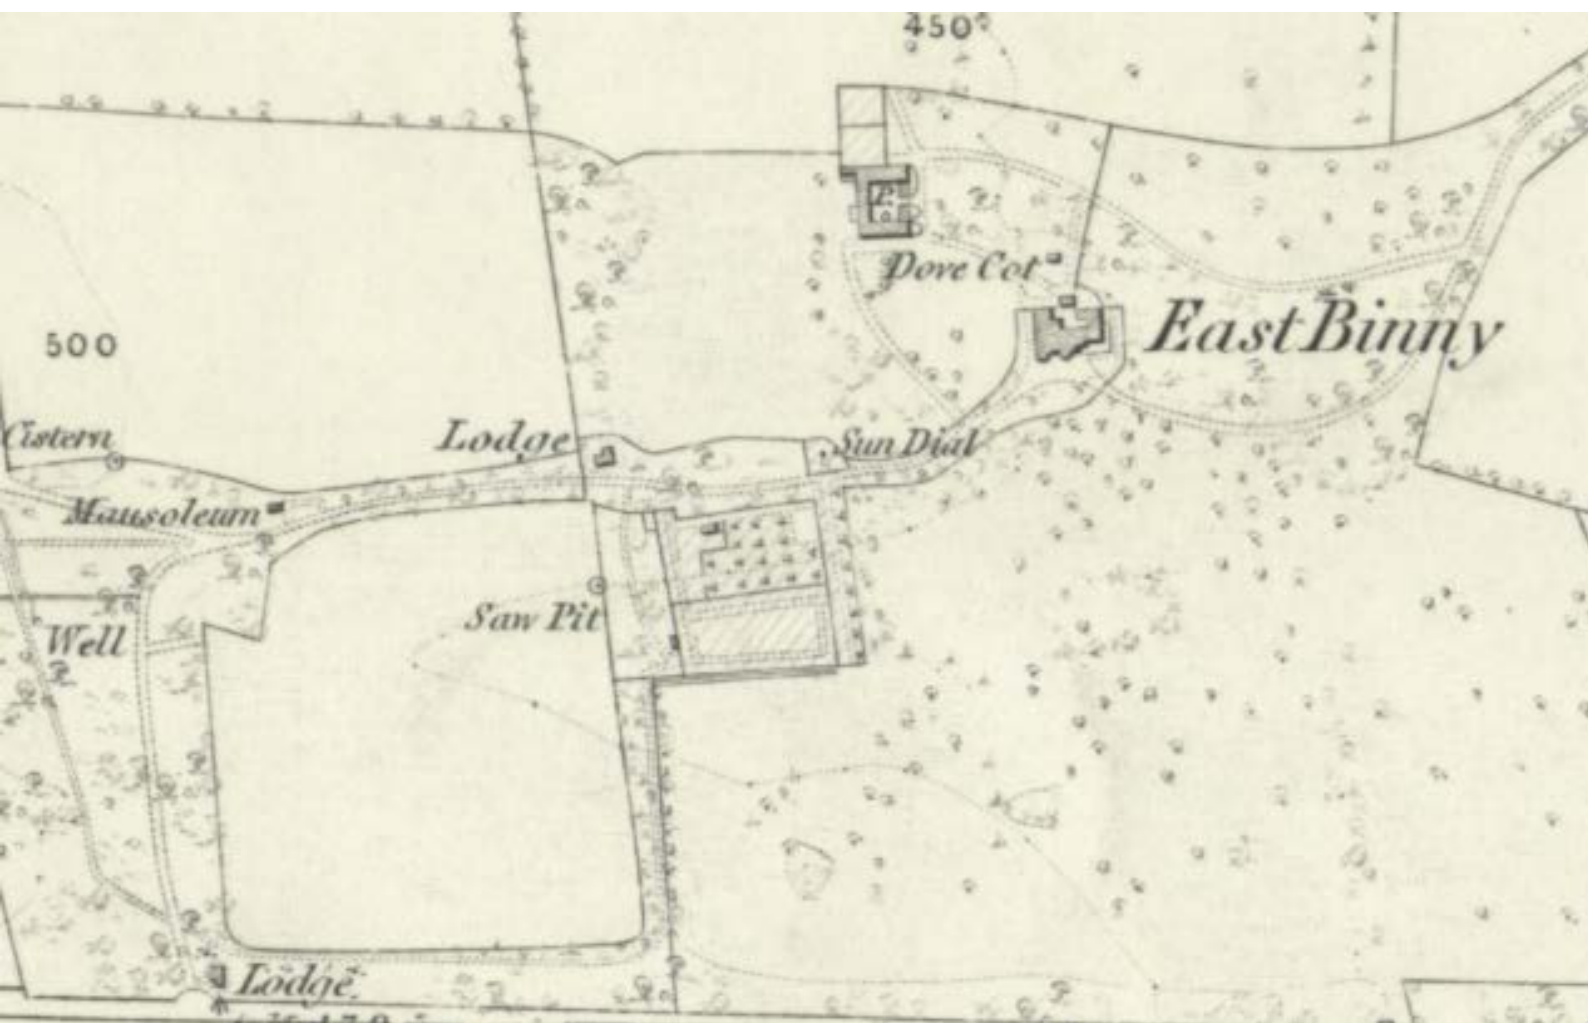 450
P.
Dove Cot
East Binny
500
Cistern
Lodge
Sun Dial
Mausoleum
Saw Pit
Well
Lodge